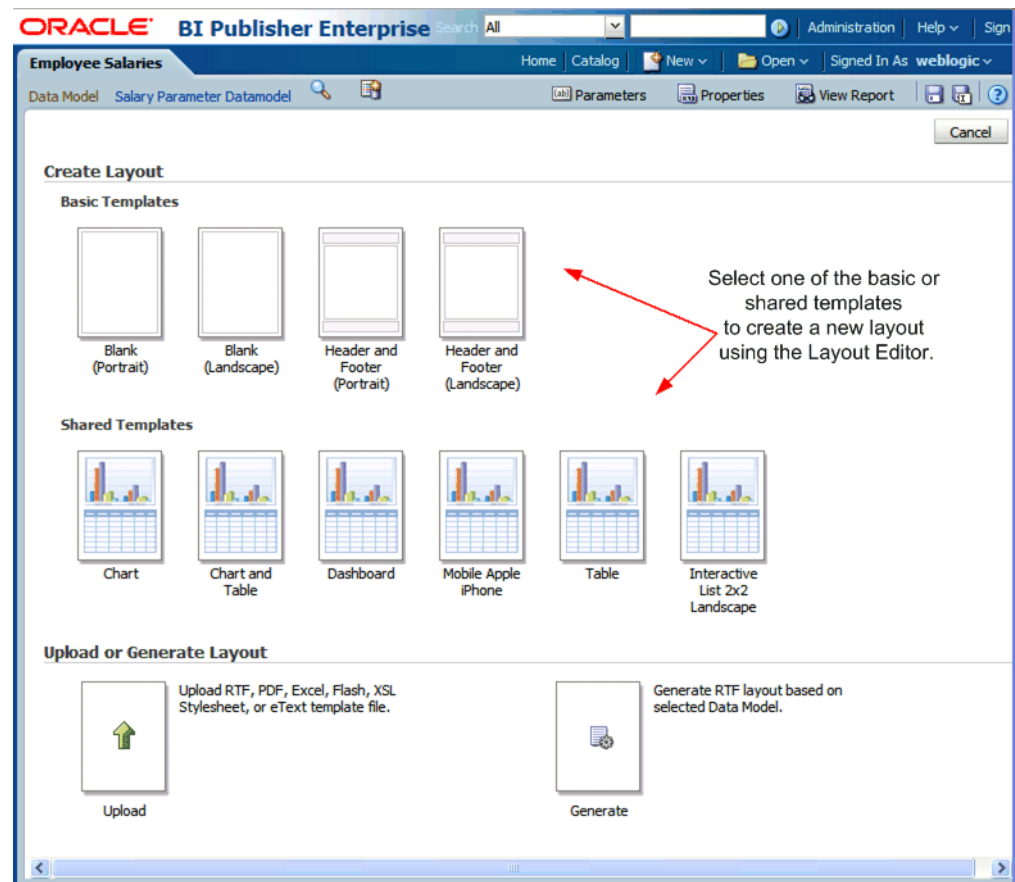 ORACLE BI Publisher Enterprise Search All Administration Help Sign
Employee Salaries Home Catalog New Open Signed In As weblogic
Data Model Salary Parameter Datamodel Parameters Properties View Report
Cancel
Create Layout
Basic Templates
Blank
(Portrait)
Blank
(Landscape)
Header and
Footer
(Portrait)
Header and
Footer
(Landscape)
Select one of the basic or
shared templates
to create a new layout
using the Layout Editor.
Shared Templates
Chart
Chart and
Table
Dashboard
Mobile Apple
iPhone
Table
Interactive
List 2x2
Landscape
Upload or Generate Layout
Upload RTF, PDF, Excel, Flash, XSL
Stylesheet, or eText template file.
Upload
Generate RTF layout based on
selected Data Model.
Generate